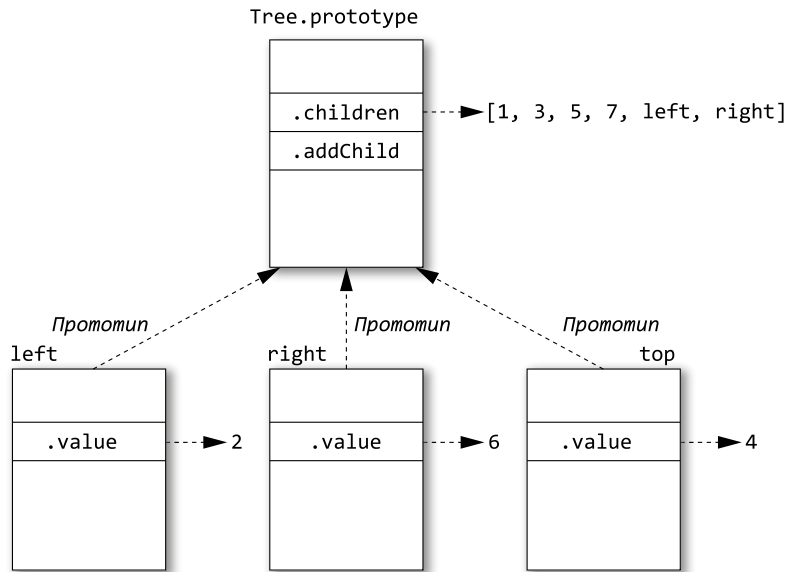 Tree.prototype
.children
[1, 3, 5, 7, left, right]
.addChild
Прототип
Прототип
Прототип
left
right
top
.value
2
.value
6
.value
4